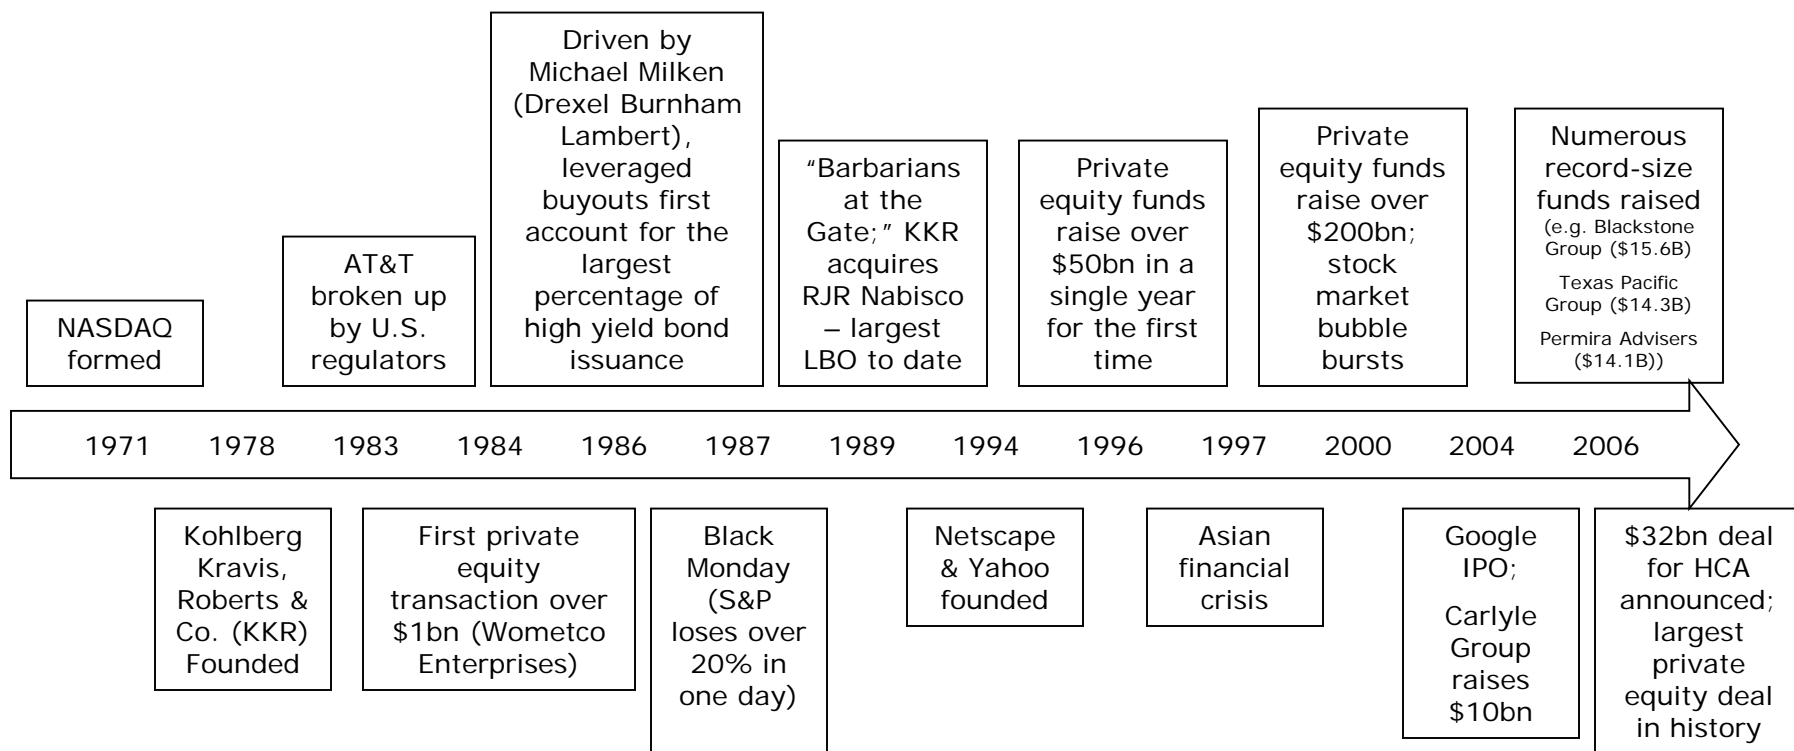 Driven by
Michael Milken
(Drexel Burnham
Lambert),
leveraged
buyouts first
account for the
largest
percentage of
high yield bond
issuance
Private
equity funds
raise over
$200bn;
stock
market
bubble
bursts
Numerous
record-size
funds raised
(e.g. Blackstone
Group ($15.6B)
Texas Pacific
Group ($14.3B)
Permira Advisers
($14.1B))
"Barbarians
at the
Gate;" KKR
acquires
RJR Nabisco
– largest
LBO to date
Private
equity funds
raise over
$50bn in a
single year
for the first
time
AT&T
broken up
by U.S.
regulators
NASDAQ
formed
1971 1978 1983 1984 1986 1987 1989 1994 1996 1997 2000 2004 2006
Kohlberg
Kravis,
Roberts &
Co. (KKR)
Founded
First private
equity
transaction over
$1bn (Wometco
Enterprises)
Black
Monday
(S&P
loses over
20% in
one day)
Netscape
& Yahoo
founded
Asian
financial
crisis
Google
IPO;
Carlyle
Group
raises
$10bn
$32bn deal
for HCA
announced;
largest
private
equity deal
in history